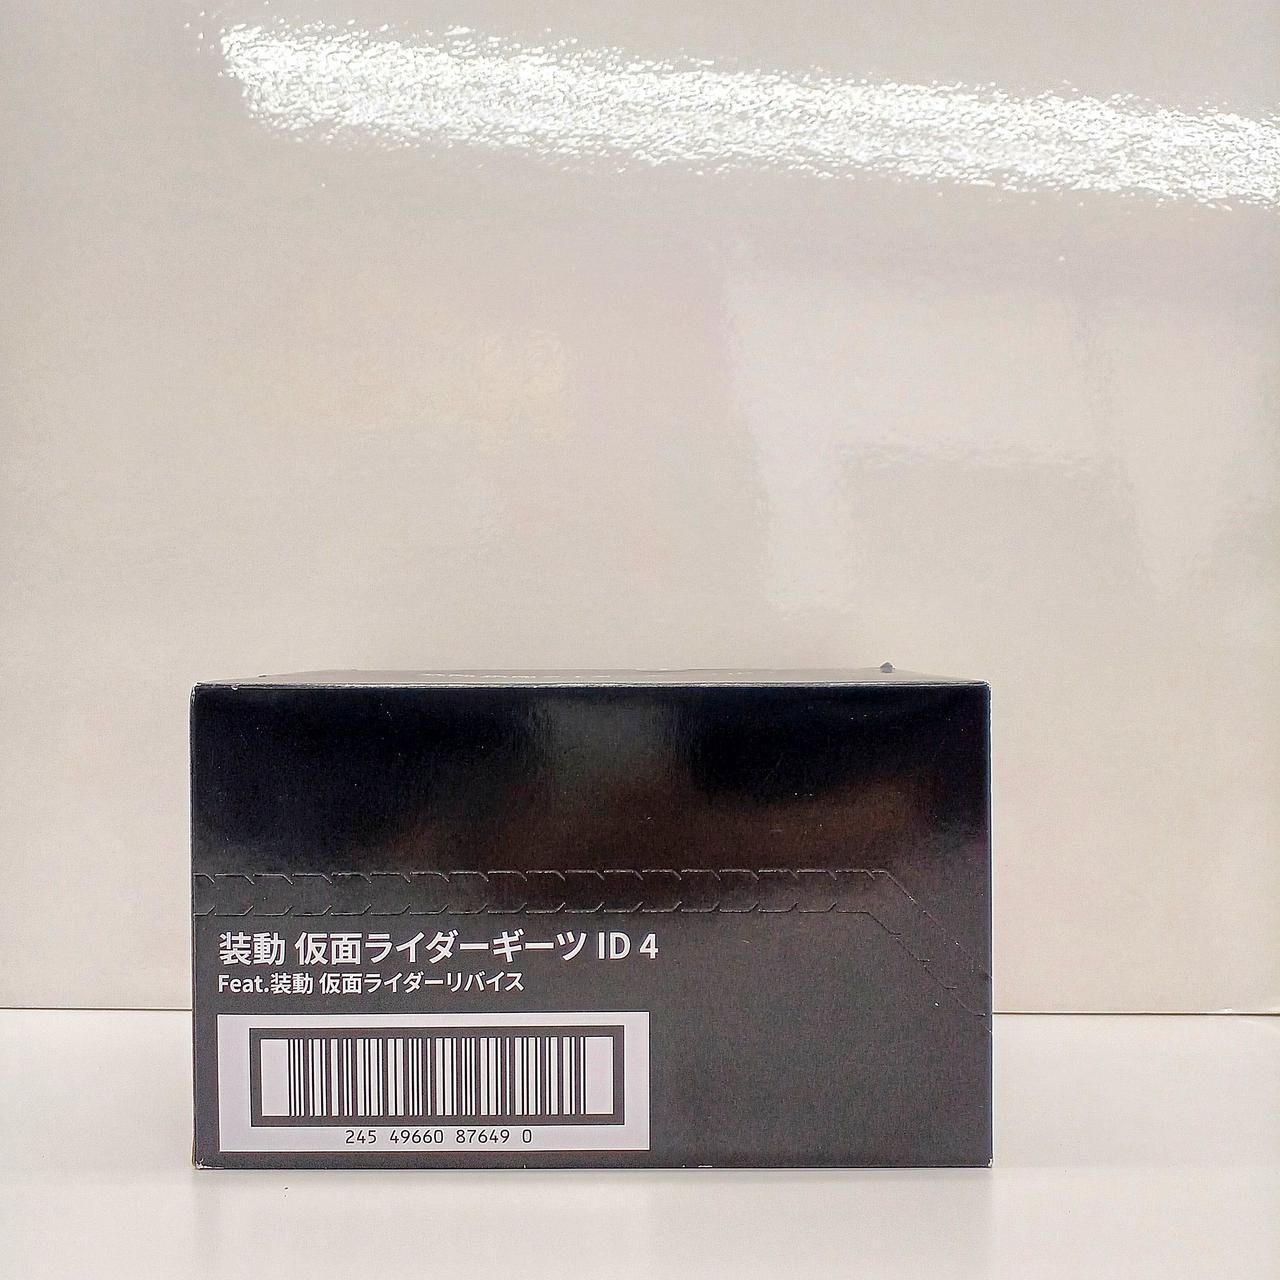 装動 仮面ライダーギーツ ID 4
Feat.装動 仮面ライダーリバイス
245 49660 87649 0